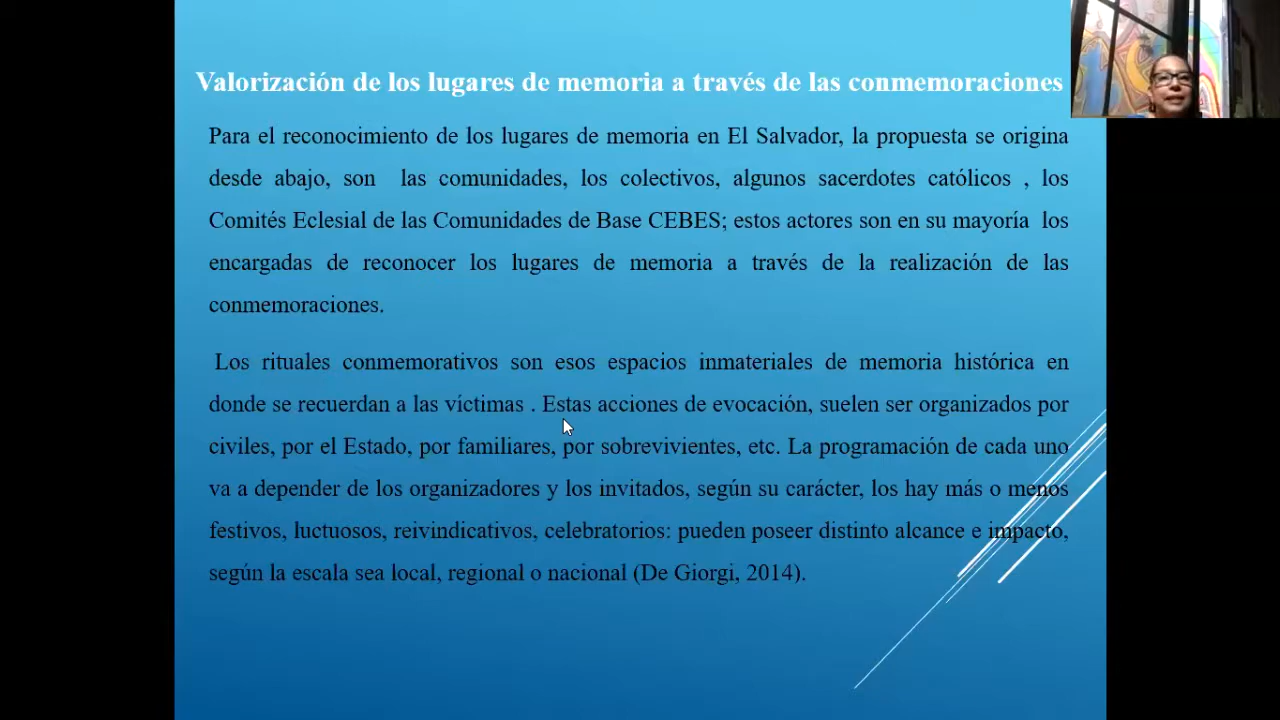 Valorización de los lugares de memoria a través de las conmemoraciones
Para el reconocimiento de los lugares de memoria en El Salvador, la propuesta se origina
desde abajo, son las comunidades, los colectivos, algunos sacerdotes católicos , los
Comités Eclesial de las Comunidades de Base CEBES; estos actores son en su mayoría los
encargadas de reconocer los lugares de memoria a través de la realización de las
conmemoraciones.
Los rituales conmemorativos son esos espacios inmateriales de memoria histórica en
donde se recuerdan a las víctimas . Estas acciones de evocación, suelen ser organizados por
civiles, por el Estado, por familiares, por sobrevivientes, etc. La programación de cada uno
va a depender de los organizadores y los invitados, según su carácter, los hay más o menos
festivos, luctuosos, reivindicativos, celebratorios: pueden poseer distinto alcance e impacto,
según la escala sea local, regional o nacional (De Giorgi, 2014).